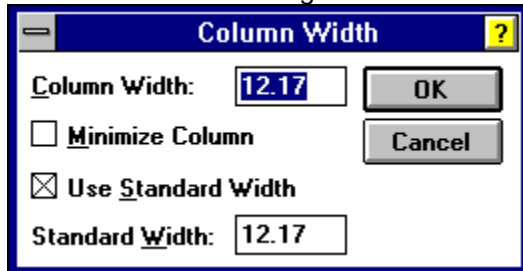 Column Width
?
Column Width: 12.17 OK
Minimize Column Cancel
Use Standard Width
Standard Width: 12.17